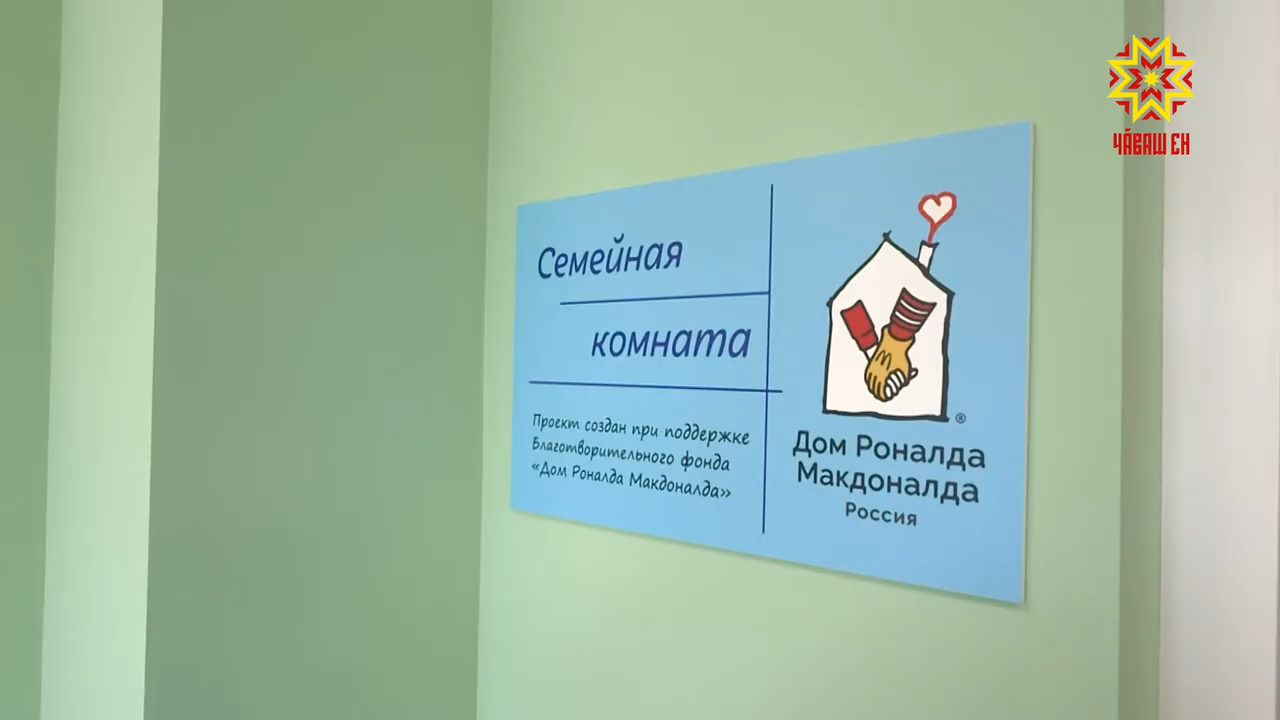 Семейная
комната
Проект создан при поддержке
Благотворительного фонда
«Дом Роналда Макдоналда»
®
Дом Роналда
Макдоналда
Россия
ЧӐВАШ ЕН